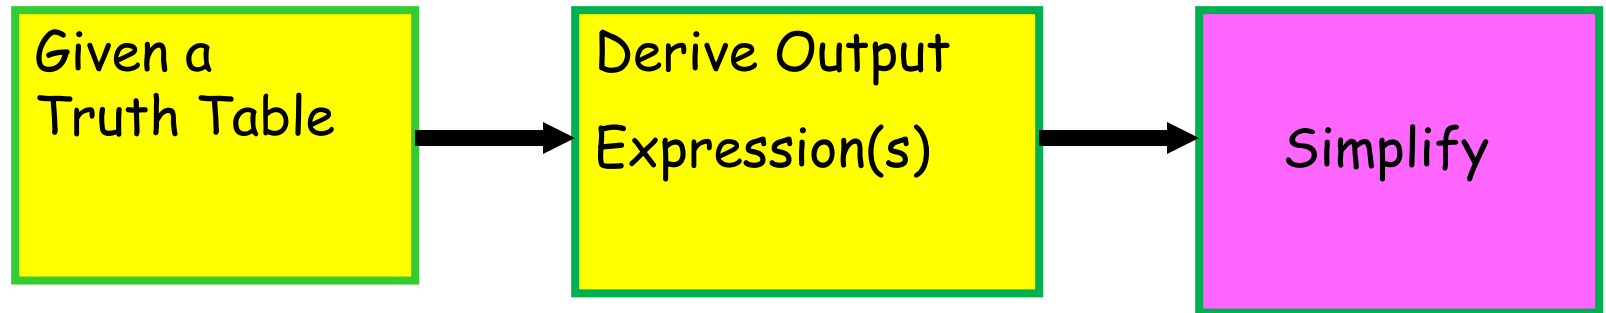 Given a
Truth Table
Derive Output
Expression(s)
Simplify